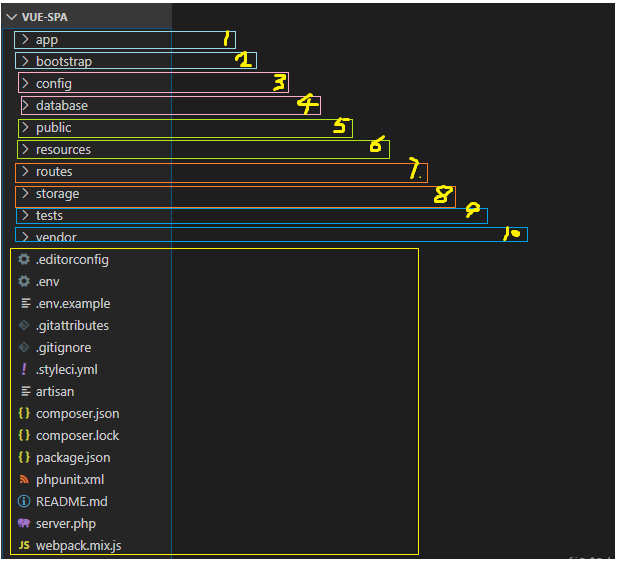 VUE-SPA
app 1
bootstrap 2
config 3
database 4
public 5
resources 6
routes 7.
storage 8
tests 9
vendor 10
.editorconfig
.env
.env.example
.gitattributes
.gitignore
! .styleci.yml
artisan
{} composer.json
{} composer.lock
{} package.json
phpunit.xml
README.md
server.php
JS webpack.mix.js